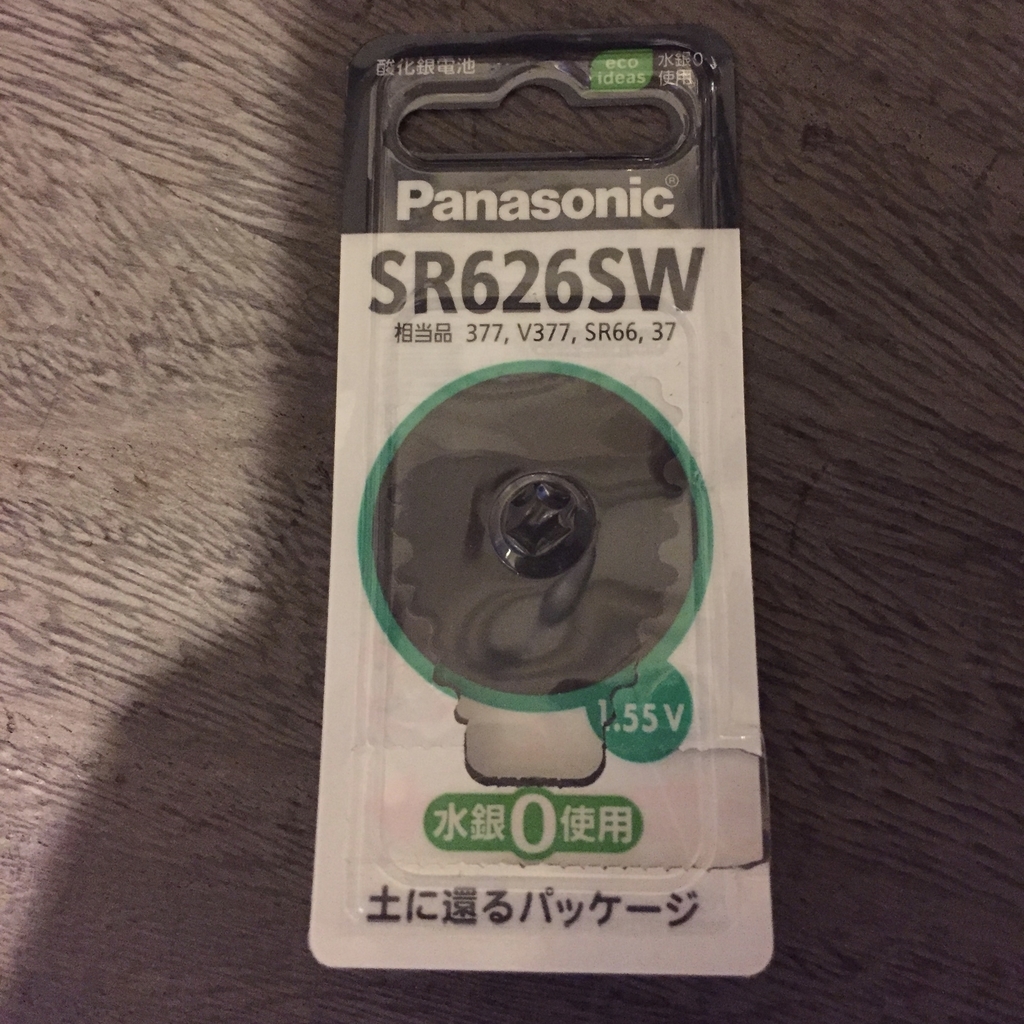 酸化銀電池
eco ideas
水銀0使用
Panasonic®
SR626SW
相当品 377, V377, SR66, 37
1.55V
水銀0使用
土に還るパッケージ